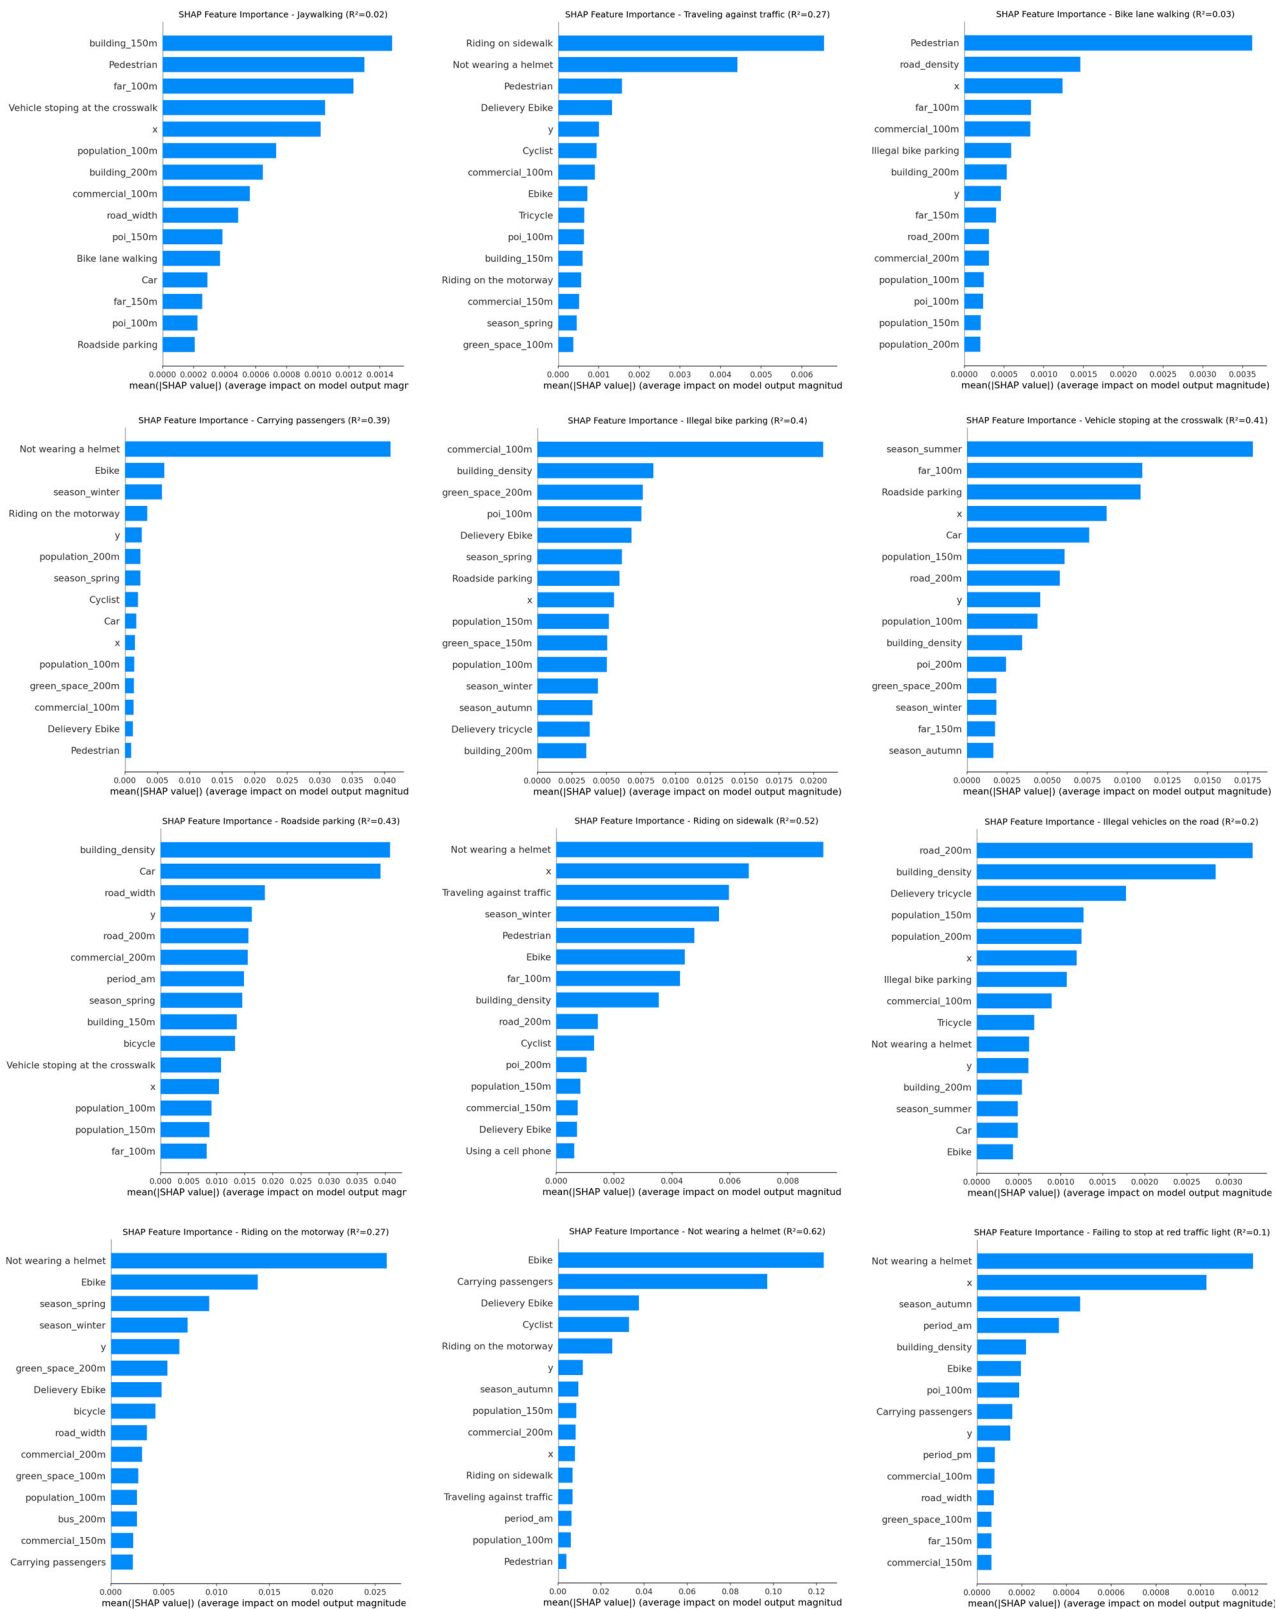 SHAP Feature Importance - Jaywalking (R²=0.02)
building_150m
Pedestrian
far_100m
Vehicle stoping at the crosswalk
x
population_100m
building_200m
commercial_100m
road_width
poi_150m
Bike lane walking
Car
far_150m
poi_100m
Roadside parking
0.0000 0.0002 0.0004 0.0006 0.0008 0.0010 0.0012 0.0014
mean(|SHAP value|) (average impact on model output magr
SHAP Feature Importance - Traveling against traffic (R²=0.27)
Riding on sidewalk
Not wearing a helmet
Pedestrian
Delievery Ebike
y
Cyclist
commercial_100m
Ebike
Tricycle
poi_100m
building_150m
Riding on the motorway
commercial_150m
season_spring
green_space_100m
0.000 0.001 0.002 0.003 0.004 0.005 0.006
mean(|SHAP value|) (average impact on model output magnitud
SHAP Feature Importance - Bike lane walking (R²=0.03)
Pedestrian
road_density
x
far_100m
commercial_100m
Illegal bike parking
building_200m
y
far_150m
road_200m
commercial_200m
population_100m
poi_100m
population_150m
population_200m
0.0000 0.0005 0.0010 0.0015 0.0020 0.0025 0.0030 0.0035
mean(|SHAP value|) (average impact on model output magnitude)
SHAP Feature Importance - Carrying passengers (R²=0.39)
Not wearing a helmet
Ebike
season_winter
Riding on the motorway
y
population_200m
season_spring
Cyclist
Car
x
population_100m
green_space_200m
commercial_100m
Delievery Ebike
Pedestrian
0.000 0.005 0.010 0.015 0.020 0.025 0.030 0.035 0.040
mean(|SHAP value|) (average impact on model output magnitude)
SHAP Feature Importance - Illegal bike parking (R²=0.4)
commercial_100m
building_density
green_space_200m
poi_100m
Delievery Ebike
season_spring
Roadside parking
x
population_150m
green_space_150m
population_100m
season_winter
season_autumn
Delievery tricycle
building_200m
0.0000 0.0025 0.0050 0.0075 0.0100 0.0125 0.0150 0.0175 0.0200
mean(|SHAP value|) (average impact on model output magnitude)
SHAP Feature Importance - Vehicle stoping at the crosswalk (R²=0.41)
season_summer
far_100m
Roadside parking
x
Car
population_150m
road_200m
y
population_100m
building_density
poi_200m
green_space_200m
season_winter
far_150m
season_autumn
0.0000 0.0025 0.0050 0.0075 0.0100 0.0125 0.0150 0.0175
mean(|SHAP value|) (average impact on model output magnitud
SHAP Feature Importance - Roadside parking (R²=0.43)
building_density
Car
road_width
y
road_200m
commercial_200m
period_am
season_spring
building_150m
bicycle
Vehicle stoping at the crosswalk
x
population_100m
population_150m
far_100m
0.000 0.005 0.010 0.015 0.020 0.025 0.030 0.035 0.040
mean(|SHAP value|) (average impact on model output magr
SHAP Feature Importance - Riding on sidewalk (R²=0.52)
Not wearing a helmet
x
Traveling against traffic
season_winter
Pedestrian
Ebike
far_100m
building_density
road_200m
Cyclist
poi_200m
population_150m
commercial_150m
Delievery Ebike
Using a cell phone
0.000 0.002 0.004 0.006 0.008
mean(|SHAP value|) (average impact on model output magnitud
SHAP Feature Importance - Illegal vehicles on the road (R²=0.2)
road_200m
building_density
Delievery tricycle
population_150m
population_200m
x
Illegal bike parking
commercial_100m
Tricycle
Not wearing a helmet
y
building_200m
season_summer
Car
Ebike
0.0000 0.0005 0.0010 0.0015 0.0020 0.0025 0.0030
mean(|SHAP value|) (average impact on model output magnitude
SHAP Feature Importance - Riding on the motorway (R²=0.27)
Not wearing a helmet
Ebike
season_spring
season_winter
y
green_space_200m
Delievery Ebike
bicycle
road_width
commercial_200m
green_space_100m
population_100m
bus_200m
commercial_150m
Carrying passengers
0.000 0.005 0.010 0.015 0.020 0.025
mean(|SHAP value|) (average impact on model output magnitud
SHAP Feature Importance - Not wearing a helmet (R²=0.62)
Ebike
Carrying passengers
Delievery Ebike
Cyclist
Riding on the motorway
y
season_autumn
population_150m
commercial_200m
x
Riding on sidewalk
Traveling against traffic
period_am
population_100m
Pedestrian
0.00 0.02 0.04 0.06 0.08 0.10 0.12
mean(|SHAP value|) (average impact on model output magnitud
SHAP Feature Importance - Failing to stop at red traffic light (R²=0.1)
Not wearing a helmet
x
season_autumn
period_am
building_density
Ebike
poi_100m
Carrying passengers
y
period_pm
commercial_100m
road_width
green_space_100m
far_150m
commercial_150m
0.0000 0.0002 0.0004 0.0006 0.0008 0.0010 0.0012
mean(|SHAP value|) (average impact on model output magnitude)